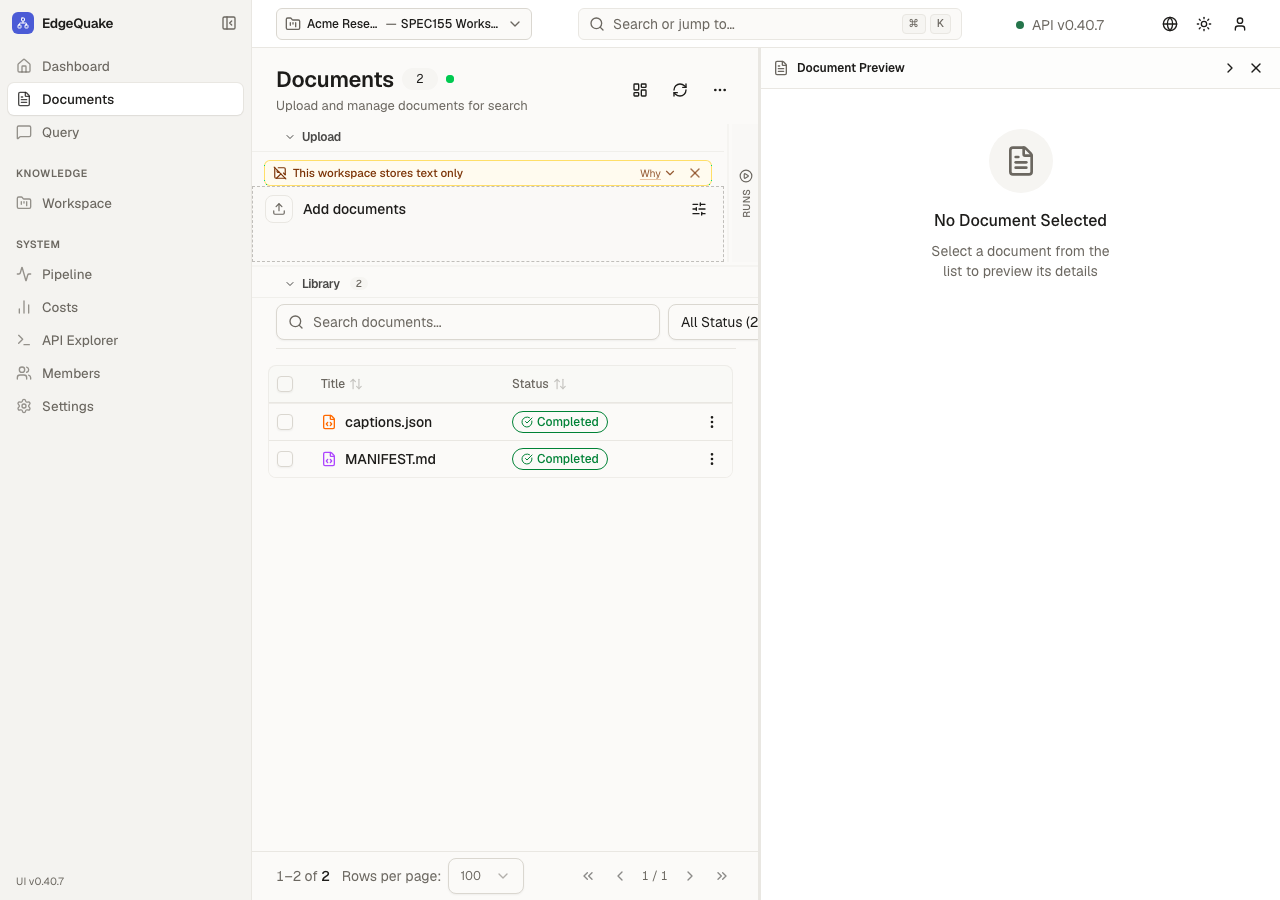 EdgeQuake
Acme Rese... — SPEC155 Works...
Search or jump to...
⌘ K
API v0.40.7
Dashboard
Documents
Query
KNOWLEDGE
Workspace
SYSTEM
Pipeline
Costs
API Explorer
Members
Settings
UI v0.40.7
Documents 2
Upload and manage documents for search
Upload
This workspace stores text only Why
Add documents
RUNS
Library 2
Search documents...
All Status (2
Title Status
captions.json Completed
MANIFEST.md Completed
1–2 of 2 Rows per page: 100 1 / 1
Document Preview
No Document Selected
Select a document from the
list to preview its details